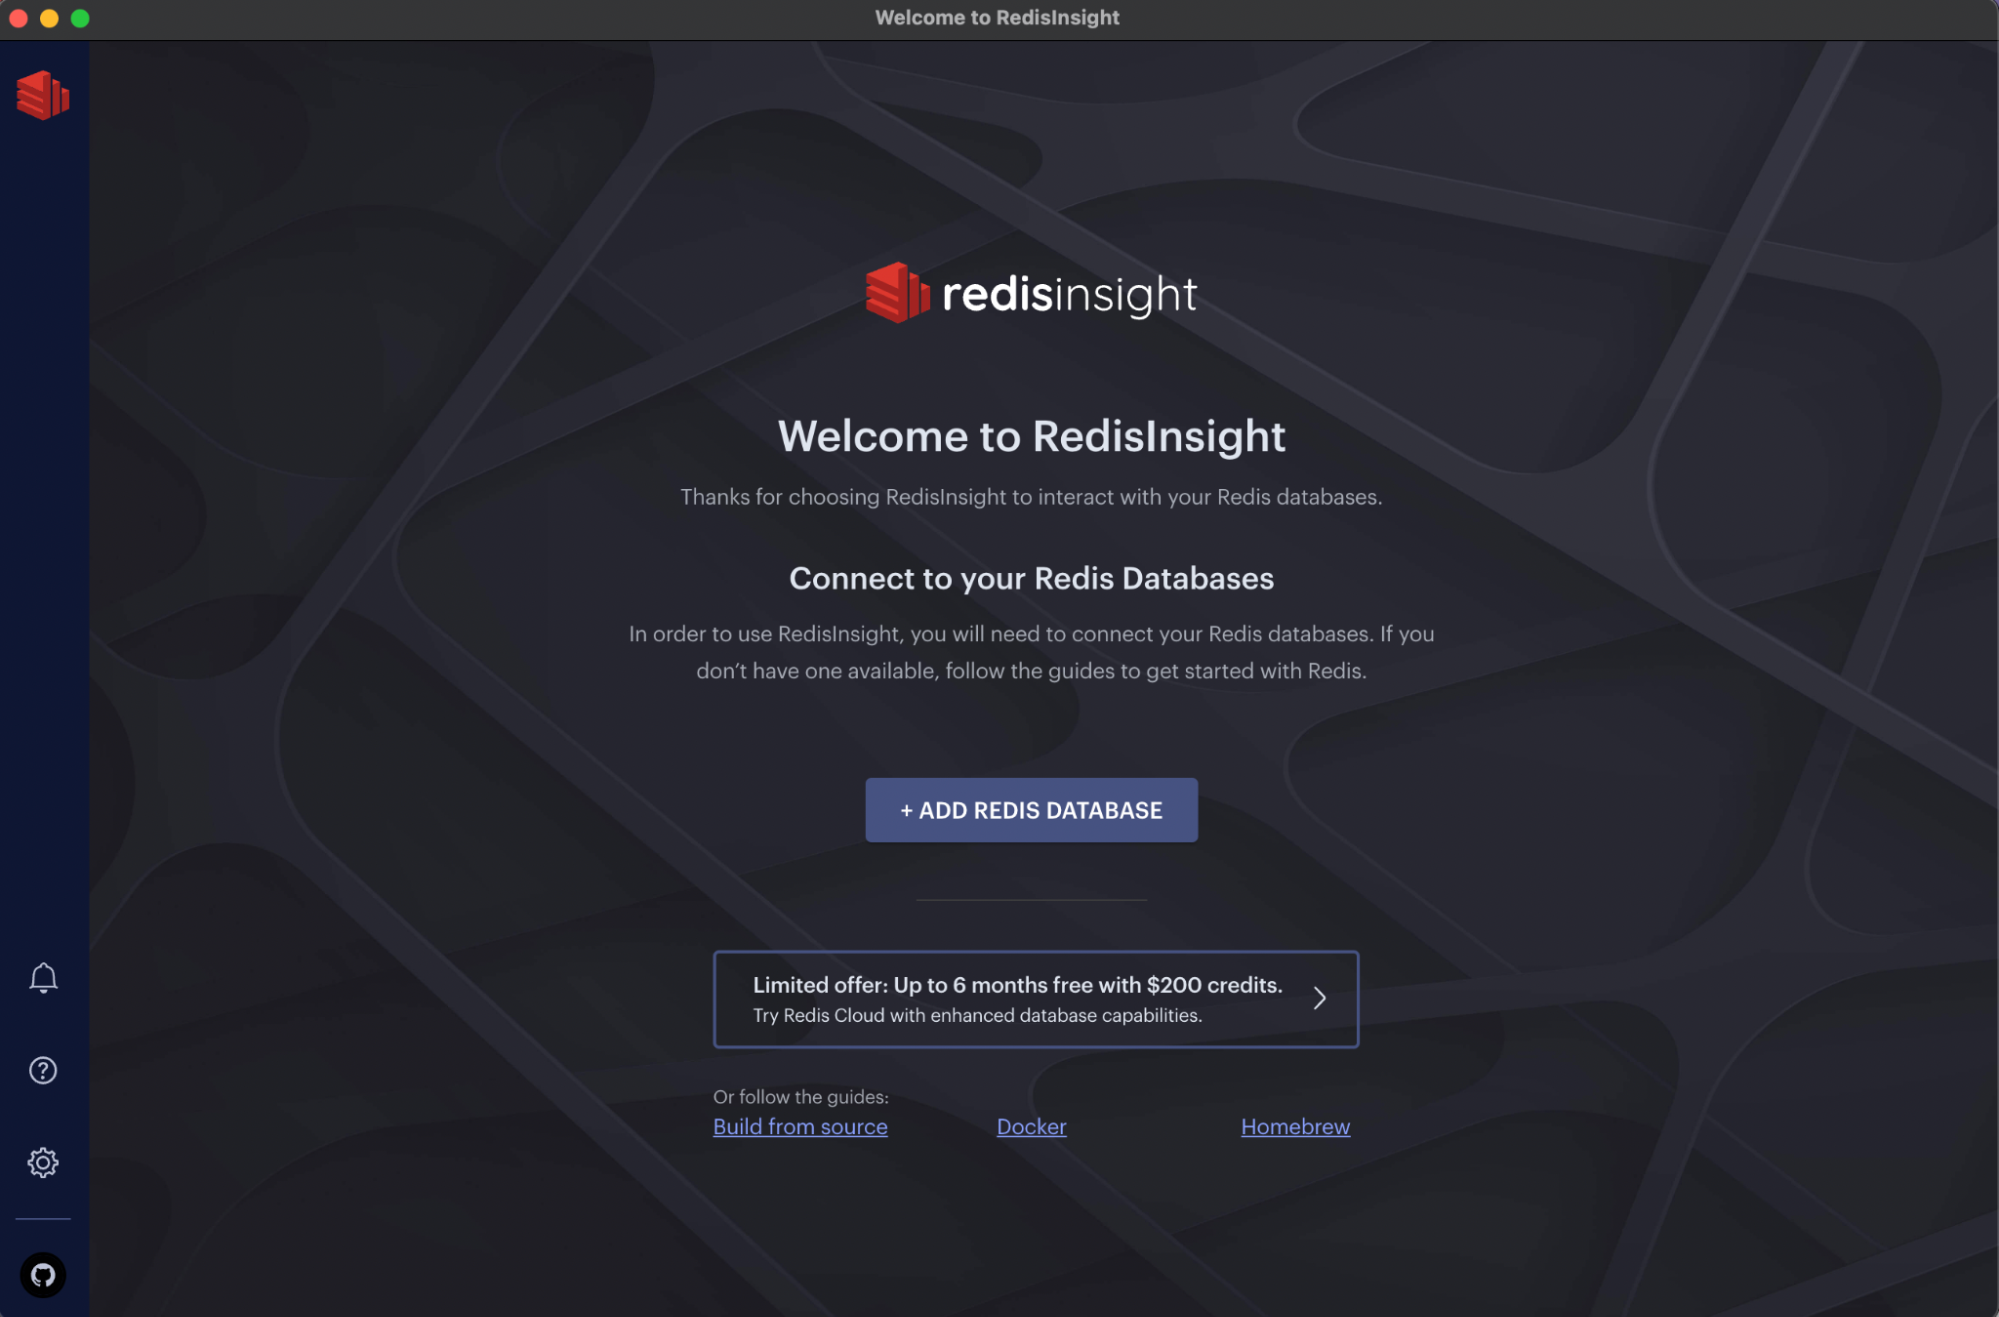 Welcome to RedisInsight
redisinsight
Welcome to RedisInsight
Thanks for choosing RedisInsight to interact with your Redis databases.
Connect to your Redis Databases
In order to use RedisInsight, you will need to connect your Redis databases. If you
don’t have one available, follow the guides to get started with Redis.
+ ADD REDIS DATABASE
Limited offer: Up to 6 months free with $200 credits.
Try Redis Cloud with enhanced database capabilities.
Or follow the guides:
Build from source Docker Homebrew